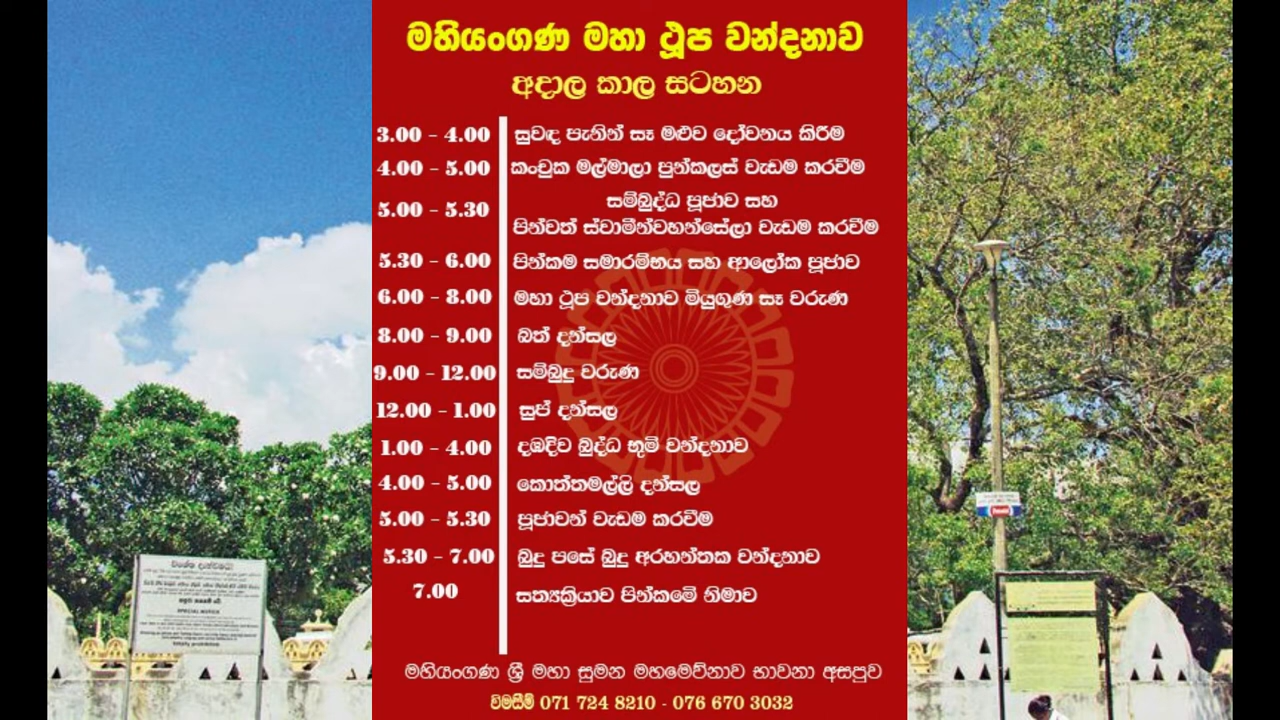 මහියංගණ මහා ථූප වන්දනාව
අදාල කාල සටහන
3.00 - 4.00 සුවඳ පැනින් සෑ මළුව දෝවනය කිරීම
4.00 - 5.00 කංචුක මල්මාලා පුන්කලස් වැඩම කරවීම
5.00 - 5.30 සම්බුද්ධ පූජාව සහ
පින්වත් ස්වාමීන්වහන්සේලා වැඩම කරවීම
5.30 - 6.00 පින්කම සමාරම්භය සහ ආලෝක පූජාව
6.00 - 8.00 මහා ථූප වන්දනාව මියුගුණ සෑ වරුණ
8.00 - 9.00 බත් දන්සල
9.00 - 12.00 සම්බුදු වරුණ
12.00 - 1.00 සුප් දන්සල
1.00 - 4.00 දඹදිව බුද්ධ භූමි වන්දනාව
4.00 - 5.00 කොත්තමල්ලි දන්සල
5.00 - 5.30 පූජාවන් වැඩම කරවීම
5.30 - 7.00 බුදු පසේ බුදු අරහන්තක වන්දනාව
7.00 සත්‍යක්‍රියාව පින්කමේ නිමාව
මහියංගණ ශ්‍රී මහා සුමන මහමෙව්නාව භාවනා අසපුව
විමසීම් 071 724 8210 - 076 670 3032
SPECIAL NOTICE